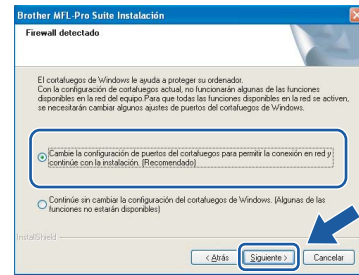 Brother MFL-Pro Suite Instalación
Firewall detectado
El cortafuegos de Windows le ayuda a proteger su ordenador.
Con la configuración de cortafuegos actual, no funcionarán algunas de las funciones
disponibles en la red del equipo.Para que todas las funciones disponibles en la red se activen,
se necesitarán cambiar algunos ajustes de puertos del cortafuegos de Windows.
Cambie la configuración de puertos del cortafuegos para permitir la conexión en red y
continúe con la instalación. (Recomendado)
Continúe sin cambiar la configuración del cortafuegos de Windows. (Algunas de las
funciones no estarán disponibles)
InstallShield
< Atrás Siguiente > Cancelar